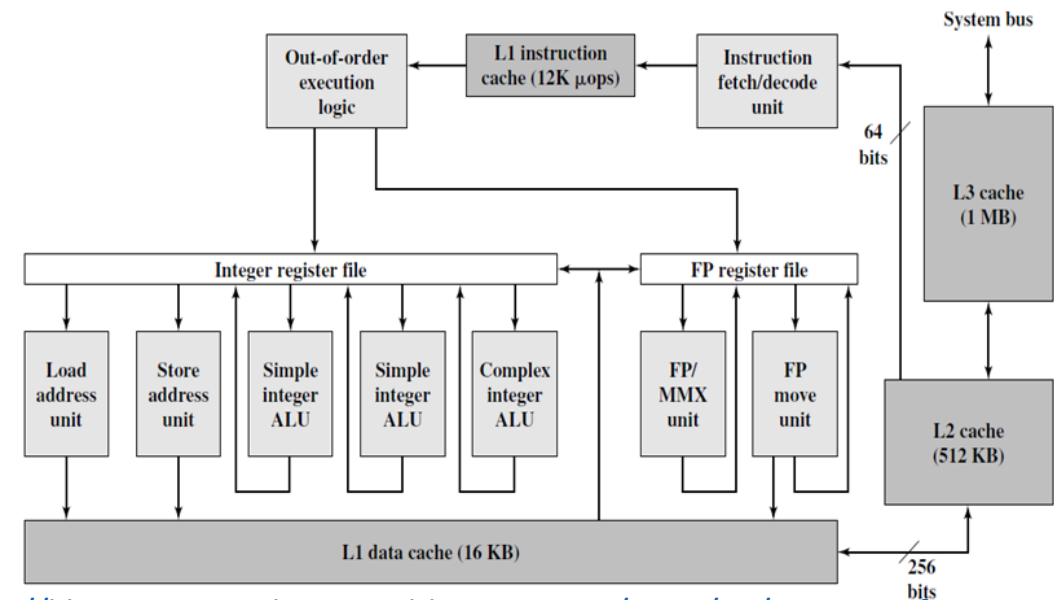 System bus
Out-of-order
execution
logic
L1 instruction
cache (12K μops)
Instruction
fetch/decode
unit
64
bits
L3 cache
(1 MB)
Integer register file
FP register file
Load
address
unit
Store
address
unit
Simple
integer
ALU
Simple
integer
ALU
Complex
integer
ALU
FP/
MMX
unit
FP
move
unit
L2 cache
(512 KB)
L1 data cache (16 KB)
256
bits